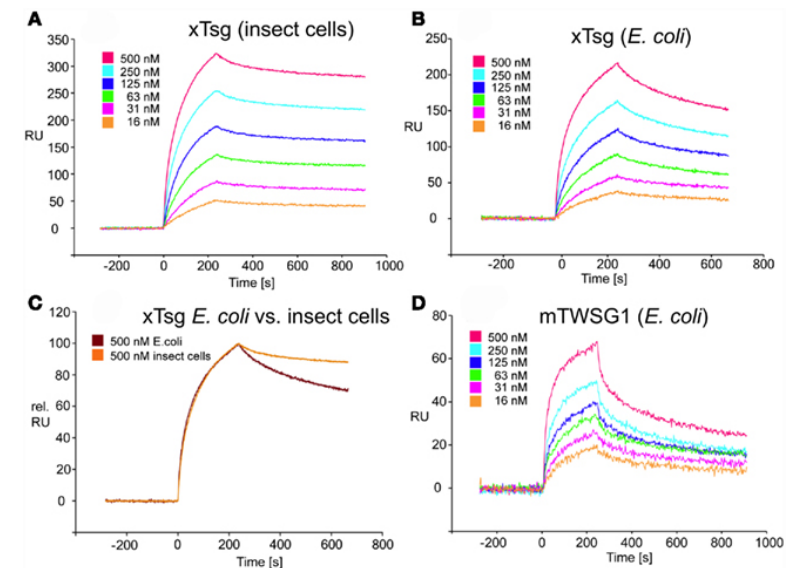 A
xTsg (insect cells)
350
300
250
200
150
100
50
0
RU
500 nM
250 nM
125 nM
63 nM
31 nM
16 nM
-200 0 200 400 600 800 1000
Time [s]
B
xTsg (E. coli)
250
200
150
100
50
0
RU
500 nM
250 nM
125 nM
63 nM
31 nM
16 nM
-200 0 200 400 600 800
Time [s]
C
xTsg E. coli vs. insect cells
120
100
80
60
40
20
0
rel.
RU
500 nM E.coli
500 nM insect cells
-200 0 200 400 600 800
Time [s]
D
mTWSG1 (E. coli)
80
60
40
20
0
RU
500 nM
250 nM
125 nM
63 nM
31 nM
16 nM
-200 0 200 400 600 800 1000
Time [s]